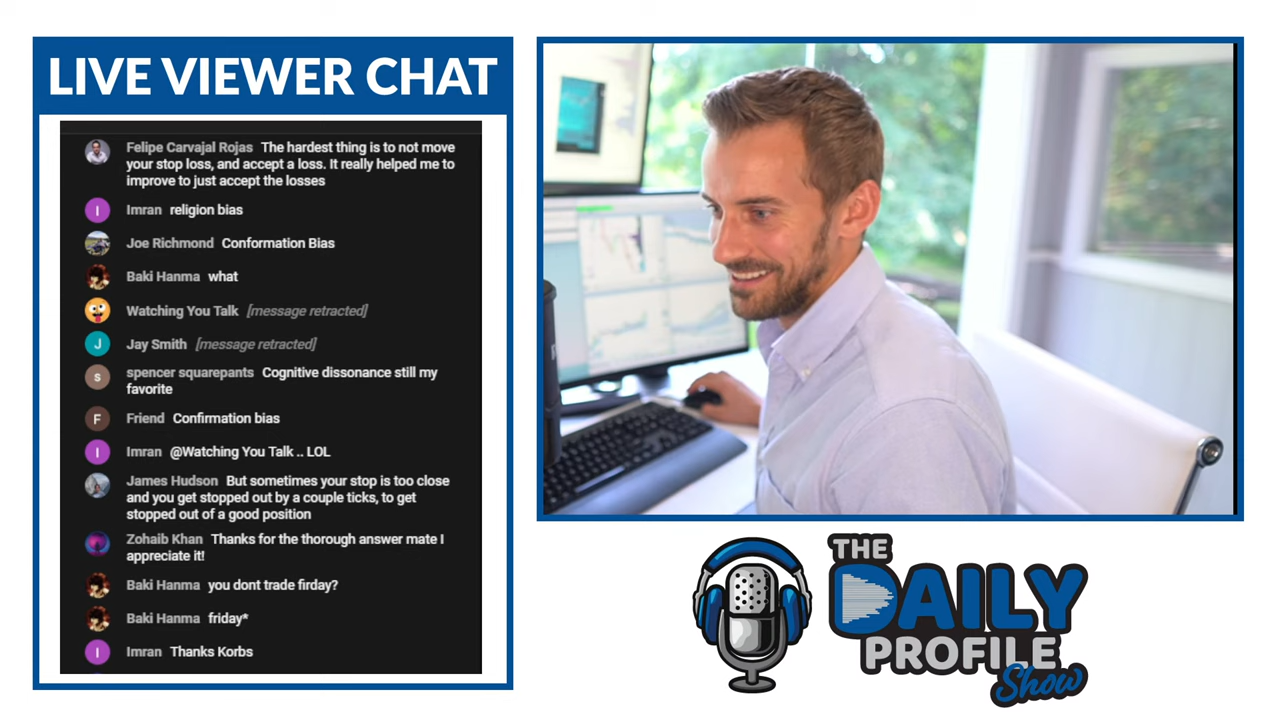 LIVE VIEWER CHAT
Felipe Carvajal Rojas The hardest thing is to not move
your stop loss, and accept a loss. It really helped me to
improve to just accept the losses
I Imran religion bias
Joe Richmond Conformation Bias
Baki Hanma what
Watching You Talk [message retracted]
J Jay Smith [message retracted]
s spencer squarepants Cognitive dissonance still my
favorite
F Friend Confirmation bias
I Imran @Watching You Talk .. LOL
James Hudson But sometimes your stop is too close
and you get stopped out by a couple ticks, to get
stopped out of a good position
Zohaib Khan Thanks for the thorough answer mate I
appreciate it!
Baki Hanma you dont trade firday?
Baki Hanma friday*
I Imran Thanks Korbs
THE
DAILY
PROFILE
Show